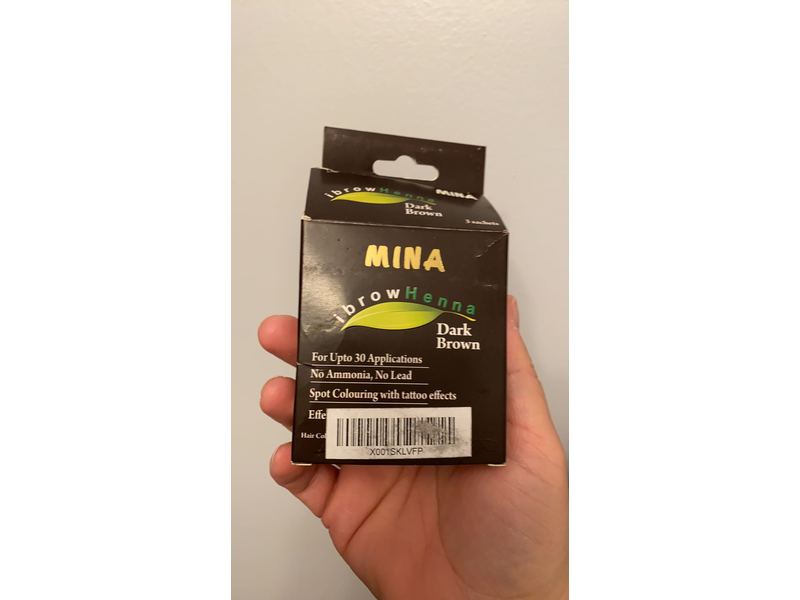 MINA
ibrowHenna
Dark
Brown
MINA
ibrowHenna
Dark
Brown
For Upto 30 Applications
No Ammonia, No Lead
Spot Colouring with tattoo effects
X001SKLVFP